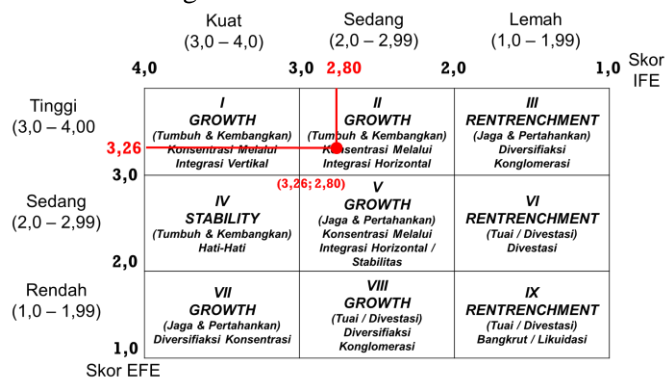 Kuat
(3,0 – 4,0)
Sedang
(2,0 – 2,99)
Lemah
(1,0 – 1,99)
4,0
3,0
2,80
2,0
1,0
Skor
IFE
Tinggi
(3,0 – 4,00
3,26
3,0
I
GROWTH
(Tumbuh & Kembangkan)
Konsentrasi Melalui
Integrasi Vertikal
II
GROWTH
(Tumbuh & Kembangkan)
Konsentrasi Melalui
Integrasi Horizontal
III
RENTRENCHMENT
(Jaga & Pertahankan)
Diversifiaksi
Konglomerasi
(3,26; 2,80)
Sedang
(2,0 – 2,99)
2,0
IV
STABILITY
(Tumbuh & Kembangkan)
Hati-Hati
V
GROWTH
(Jaga & Pertahankan)
Konsentrasi Melalui
Integrasi Horizontal /
Stabilitas
VI
RENTRENCHMENT
(Tuai / Divestasi)
Divestasi
Rendah
(1,0 – 1,99)
1,0
VII
GROWTH
(Jaga & Pertahankan)
Diversifiaksi Konsentrasi
VIII
GROWTH
(Tuai / Divestasi)
Diversifiaksi
Konglomerasi
IX
RENTRENCHMENT
(Tuai / Divestasi)
Bangkrut / Likuidasi
Skor EFE